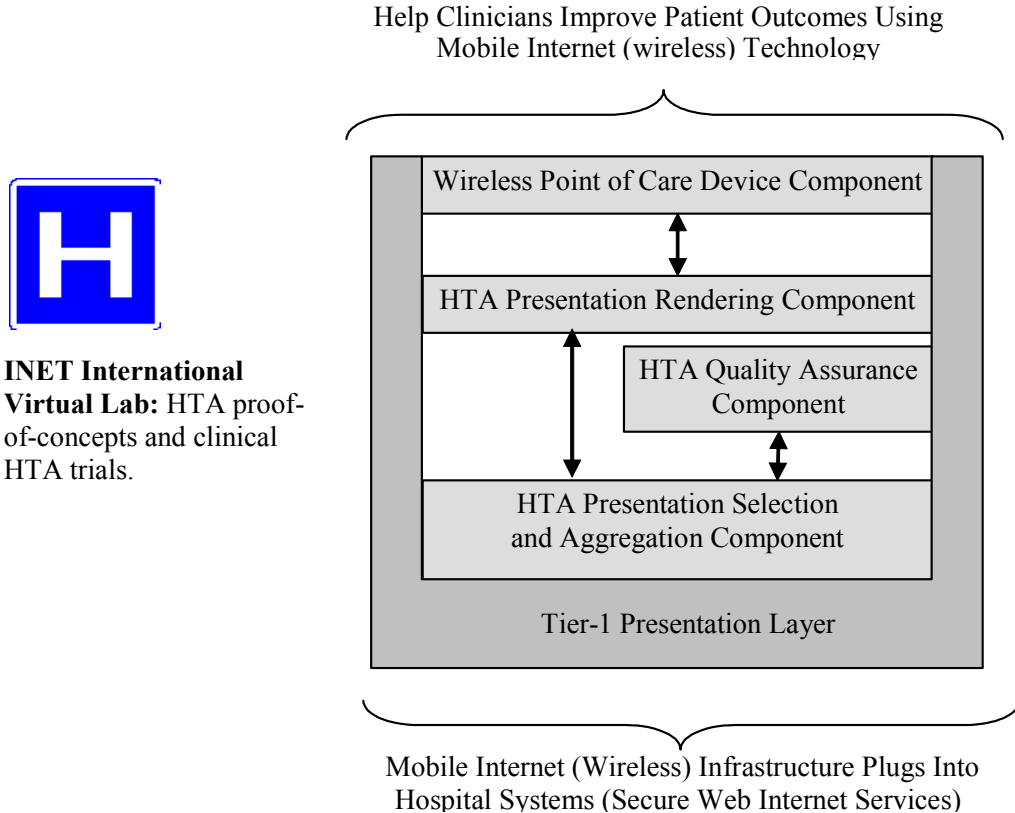 Help Clinicians Improve Patient Outcomes Using
Mobile Internet (wireless) Technology
H
INET International
Virtual Lab: HTA proof-
of-concepts and clinical
HTA trials.
Wireless Point of Care Device Component
HTA Presentation Rendering Component
HTA Quality Assurance
Component
HTA Presentation Selection
and Aggregation Component
Tier-1 Presentation Layer
Mobile Internet (Wireless) Infrastructure Plugs Into
Hospital Systems (Secure Web Internet Services)